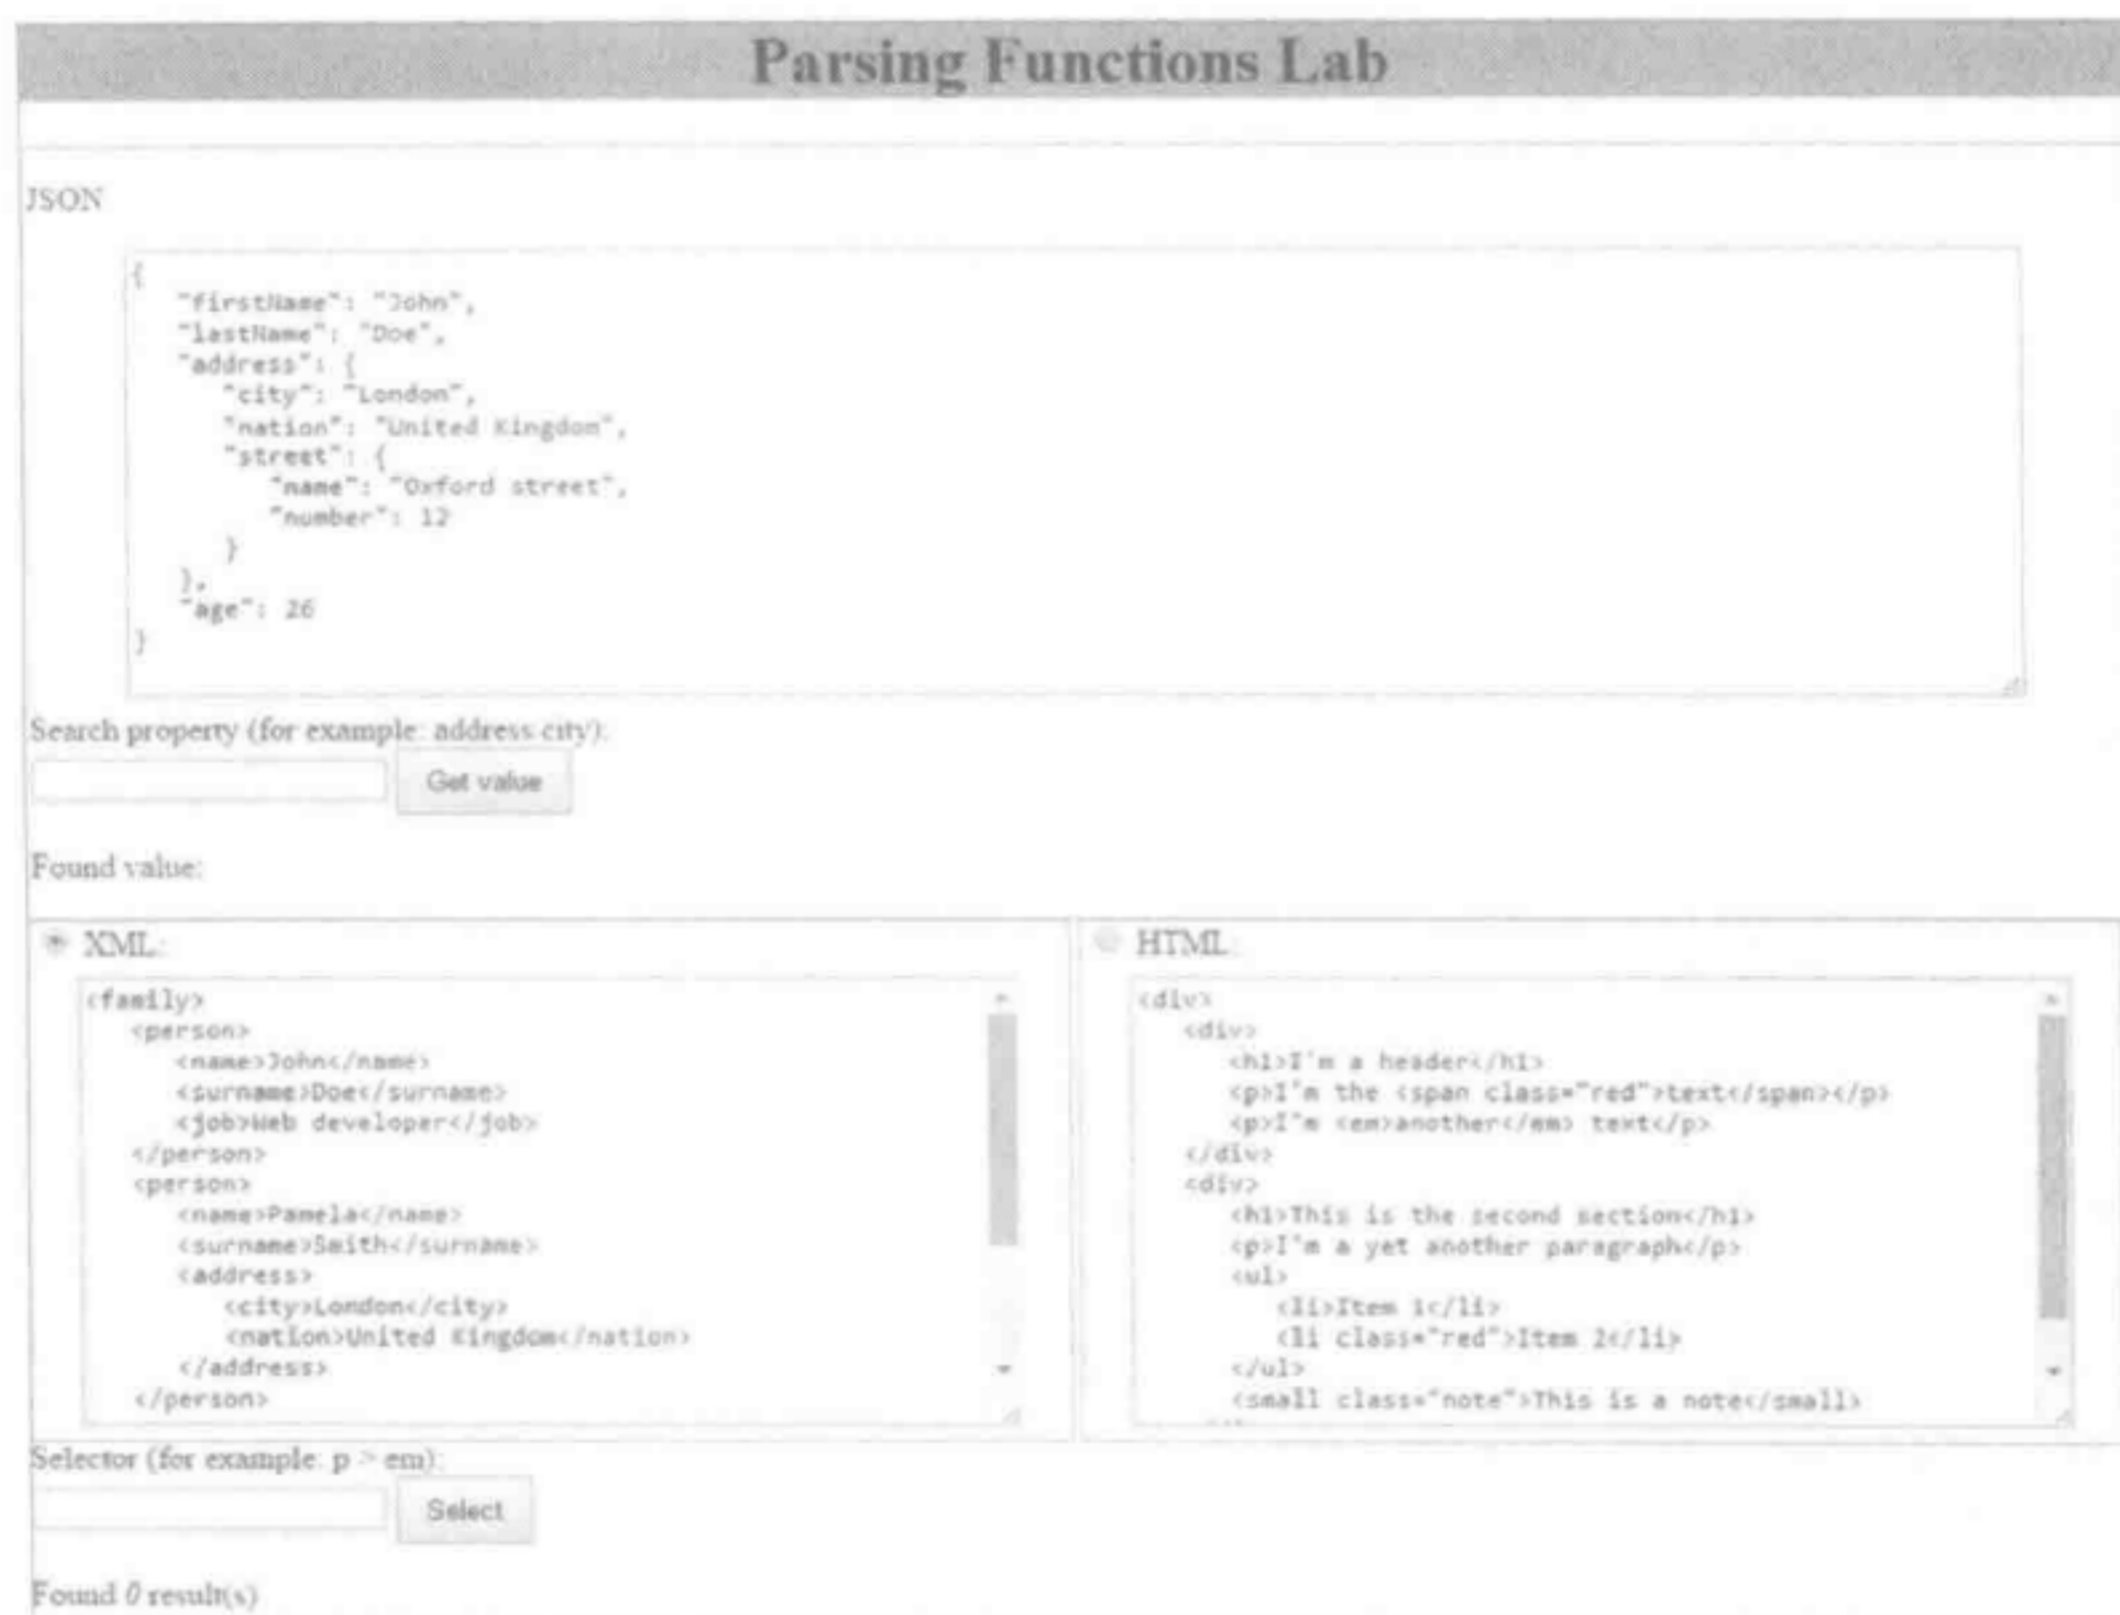 Parsing Functions Lab
JSON
{
"firstName": "John",
"lastName": "Doe",
"address": {
"city": "London",
"nation": "United Kingdom",
"street": {
"name": "Oxford street",
"number": 12
}
},
"age": 26
}
Search property (for example: address.city):
Get value
Found value:
XML:
<family>
<person>
<name>John</name>
<surname>Doe</surname>
<job>Web developer</job>
</person>
<person>
<name>Pamela</name>
<surname>Smith</surname>
<address>
<city>London</city>
<nation>United Kingdom</nation>
</address>
</person>
HTML:
<div>
<div>
<h1>I'm a header</h1>
<p>I'm the <span class="red">text</span></p>
<p>I'm <em>another</em> text</p>
</div>
<div>
<h1>This is the second section</h1>
<p>I'm a yet another paragraph</p>
<ul>
<li>Item 1</li>
<li class="red">Item 2</li>
</ul>
<small class="note">This is a note</small>
Selector (for example: p > em):
Select
Found 0 result(s)